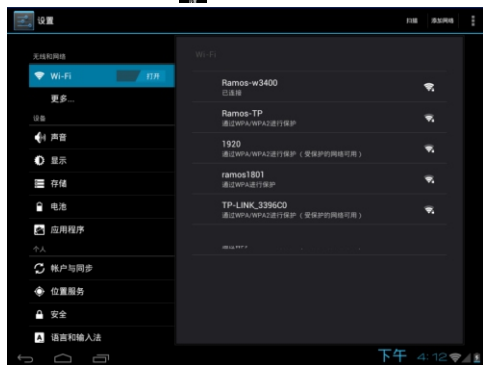 设置
扫描 添加网络
无线和网络
Wi-Fi 打开
更多...
设备
声音
显示
存储
电池
应用程序
个人
帐户与同步
位置服务
安全
A 语言和输入法
Wi-Fi
Ramos-w3400
已连接
Ramos-TP
通过WPA/WPA2进行保护
1920
通过WPA/WPA2进行保护（受保护的网络可用）
ramos1801
通过WPA进行保护
TP-LINK_3396C0
通过WPA/WPA2进行保护（受保护的网络可用）
下午 4:12